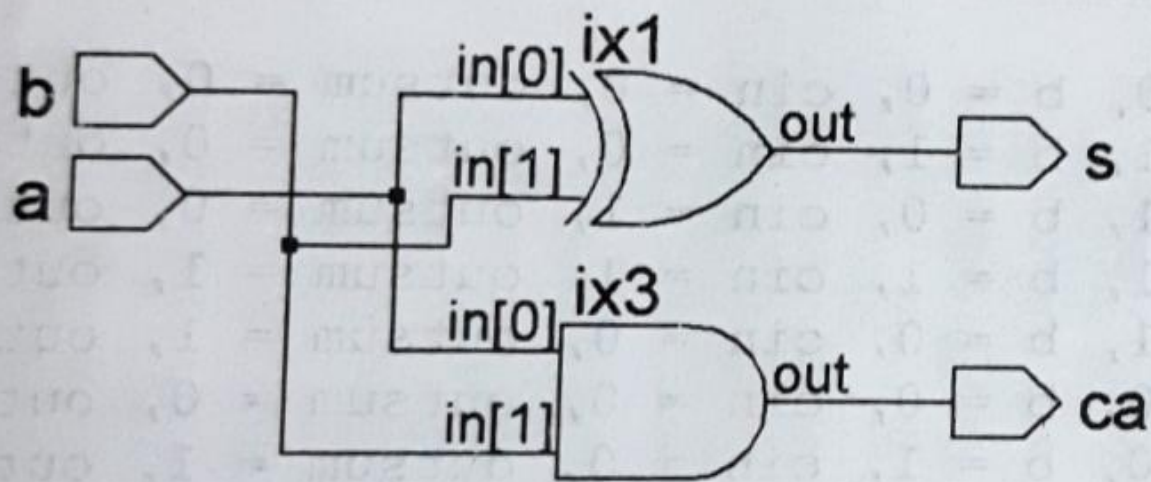 ix1
in[0]
b
out
s
in[1]
a
ix3
in[0]
out
ca
in[1]